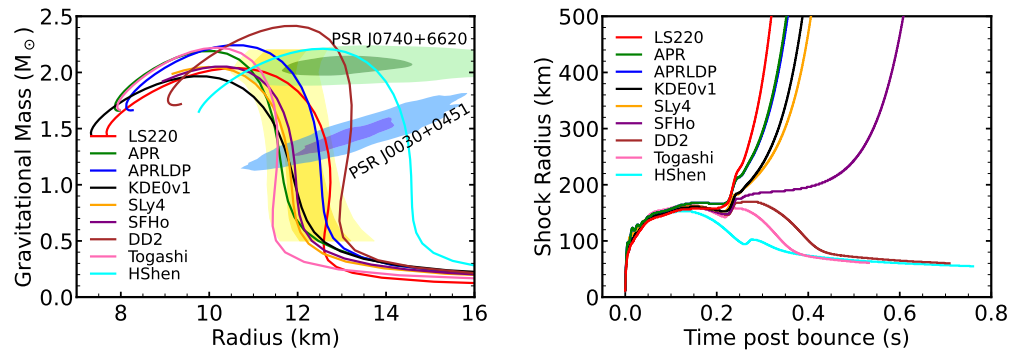 Gravitational Mass (M⊙)
2.5
2.0
1.5
1.0
0.5
0.0
PSR J0740+6620
PSR J0030+0451
LS220
APR
APRLDP
KDE0v1
SLy4
SFHo
DD2
Togashi
HShen
8
10
12
14
16
Radius (km)
Shock Radius (km)
500
400
300
200
100
0
LS220
APR
APRLDP
KDE0v1
SLy4
SFHo
DD2
Togashi
HShen
0.0
0.2
0.4
0.6
0.8
Time post bounce (s)